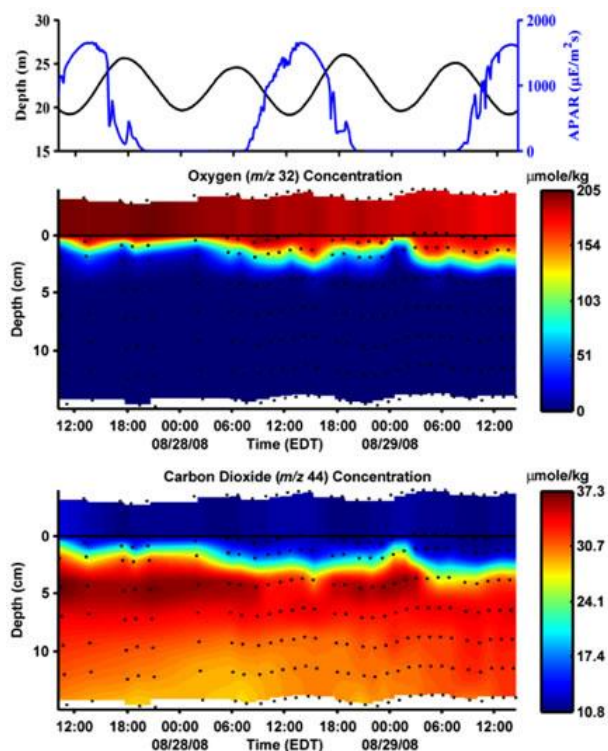 30
25
20
15
Depth (m)
2000
1000
0
APAR (µE/m²s)
Oxygen (m/z 32) Concentration
µmole/kg
0
5
10
Depth (cm)
205
154
103
51
0
12:00 18:00 00:00 06:00 12:00 18:00 00:00 06:00 12:00
08/28/08 Time (EDT) 08/29/08
Carbon Dioxide (m/z 44) Concentration
µmole/kg
0
5
10
Depth (cm)
37.3
30.7
24.1
17.4
10.8
12:00 18:00 00:00 06:00 12:00 18:00 00:00 06:00 12:00
08/28/08 Time (EDT) 08/29/08